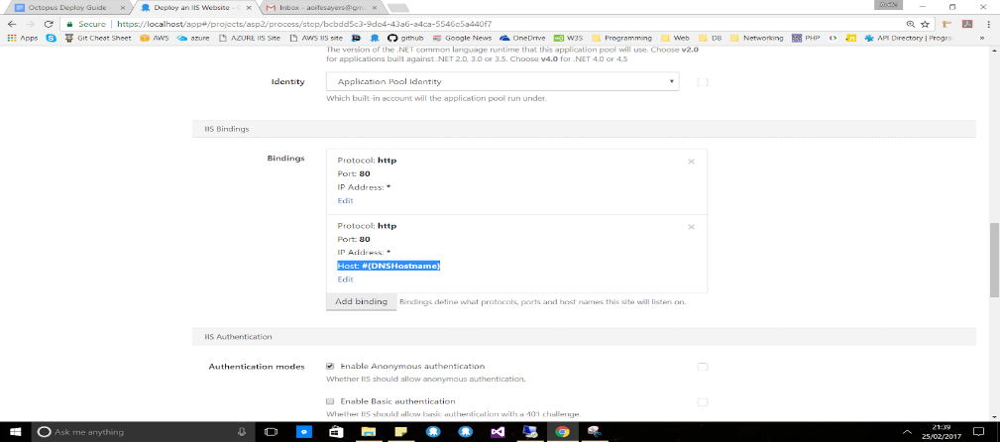 Octopus Deploy Guide
Deploy an IIS Website - O
Inbox - aoifesayers@gm
Secure
https://localhost/app#/projects/asp2/process/step/bcbdd5c3-9de4-43a6-a4ca-5546e5a440f7
Apps
Git Cheat Sheet
AWS
azure
AZURE IIS Site
AWS IIS site
github
Google News
OneDrive
W3S
Programming
Web
DB
Networking
PHP
API Directory | Progra
»
The version of the .NET common language runtime that this application pool will use. Choose v2.0
for applications built against .NET 2.0, 3.0 or 3.5. Choose v4.0 for .NET 4.0 or 4.5
Identity
Application Pool Identity
Which built-in account will the application pool run under.
IIS Bindings
Bindings
Protocol: http
Port: 80
IP Address: *
Edit
Protocol: http
Port: 80
IP Address: *
Host: #{DNSHostname}
Edit
Add binding
Bindings define what protocols, ports and host names this site will listen on.
IIS Authentication
Authentication modes
Enable Anonymous authentication
Whether IIS should allow anonymous authentication.
Enable Basic authentication
Whether IIS should allow basic authentication with a 401 challenge.
Ask me anything
21:39
25/02/2017